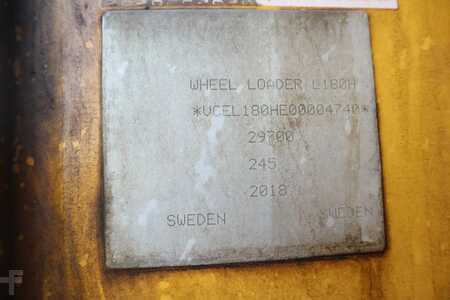 WHEEL LOADER L180H
*VCEL180HE00004740*
29700
245
2018
SWEDEN SWEDEN